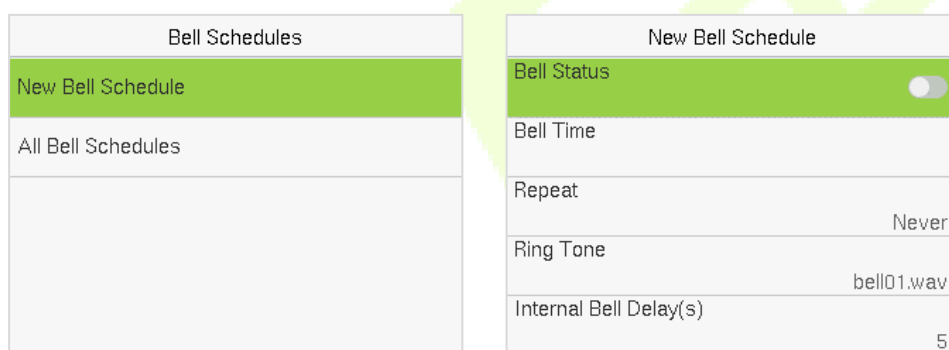 Bell Schedules
New Bell Schedule
All Bell Schedules
New Bell Schedule
Bell Status
Bell Time
Repeat
Never
Ring Tone
bell01.wav
Internal Bell Delay(s)
5